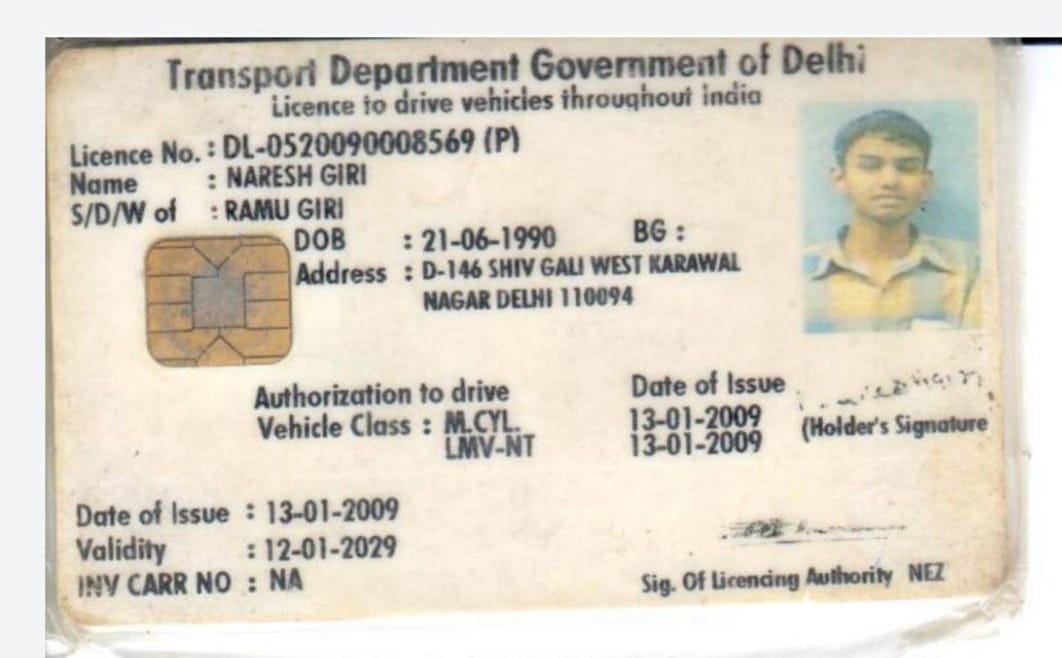 Transport Department Government of Delhi
Licence to drive vehicles throughout india
Licence No. : DL-0520090008569 (P)
Name : NARESH GIRI
S/D/W of : RAMU GIRI
DOB : 21-06-1990 BG :
Address : D-146 SHIV GALI WEST KARAWAL
NAGAR DELHI 110094
Authorization to drive Date of Issue
Vehicle Class : M.CYL. 13-01-2009
LMV-NT 13-01-2009
(Holder's Signature
Date of Issue : 13-01-2009
Validity : 12-01-2029
INV CARR NO : NA
Sig. Of Licencing Authority NEZ